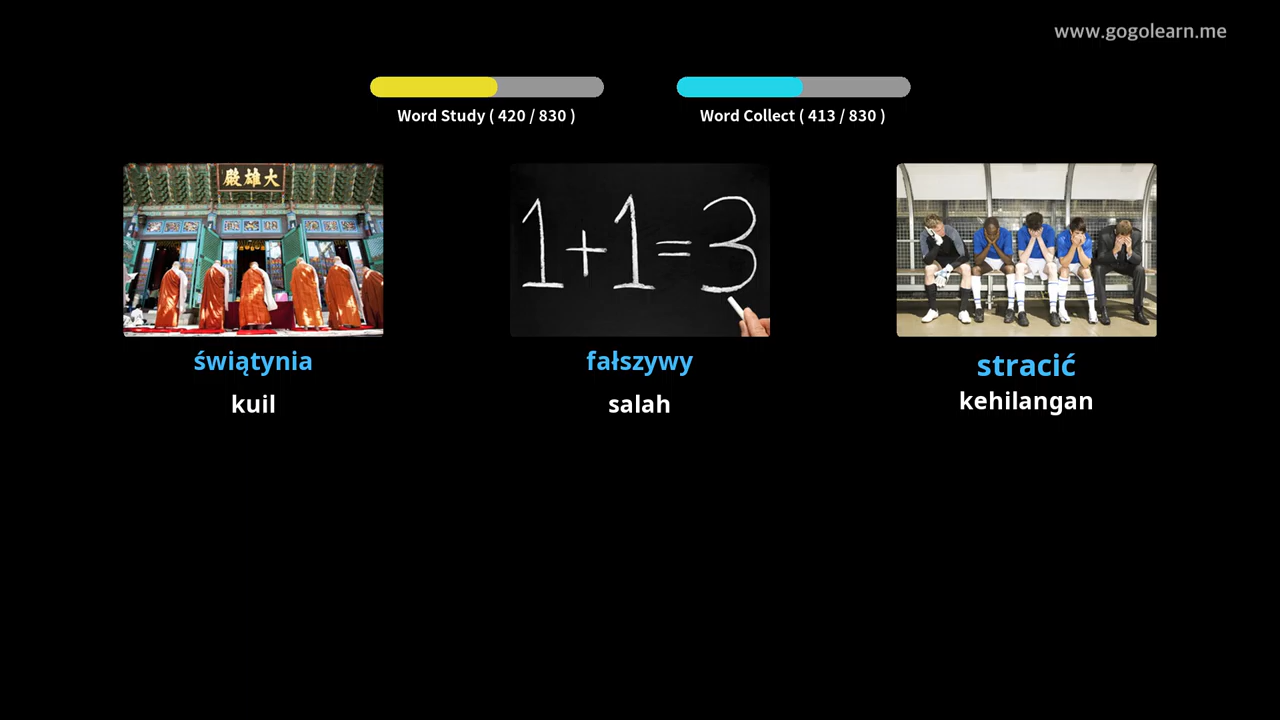 www.gogolearn.me
Word Study ( 420 / 830 )
Word Collect ( 413 / 830 )
殿雄大
1+1=3
świątynia
fałszywy
stracić
kuil
salah
kehilangan